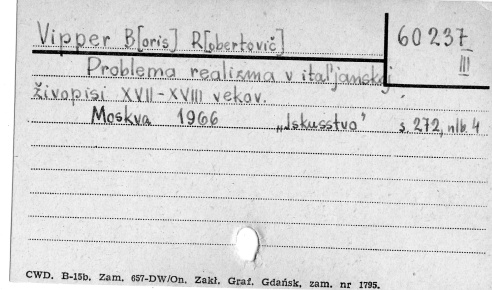 Vipper B[oris] R[obertovič]
60237
III
Problema realizma v ital'janskoj
živopisi XVII-XVIII vekov.
Moskva 1966 „Iskusstvo" s. 272, nlb. 4
CWD. B-15b. Zam. 657-DW/On. Zakł. Graf. Gdańsk, zam. nr 1795.